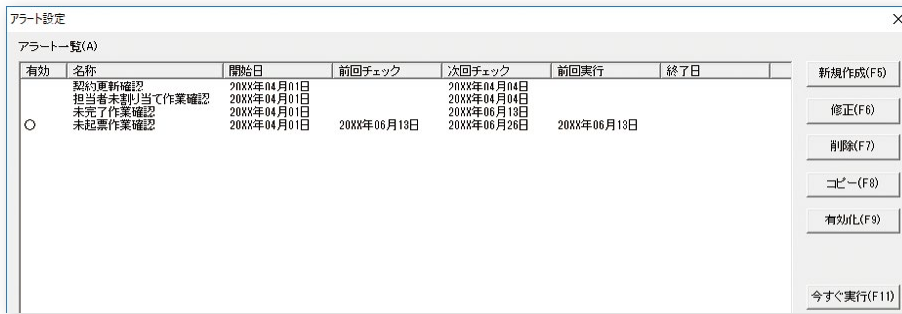 アラート設定
アラート一覧(A)
有効 名称 開始日 前回チェック 次回チェック 前回実行 終了日
契約更新確認 20XX年04月01日 20XX年04月04日
担当者未割り当て作業確認 20XX年04月01日 20XX年04月04日
未完了作業確認 20XX年04月01日 20XX年06月13日
○ 未起票作業確認 20XX年04月01日 20XX年06月13日 20XX年06月26日 20XX年06月13日
新規作成(F5)
修正(F6)
削除(F7)
コピー(F8)
有効化(F9)
今すぐ実行(F11)